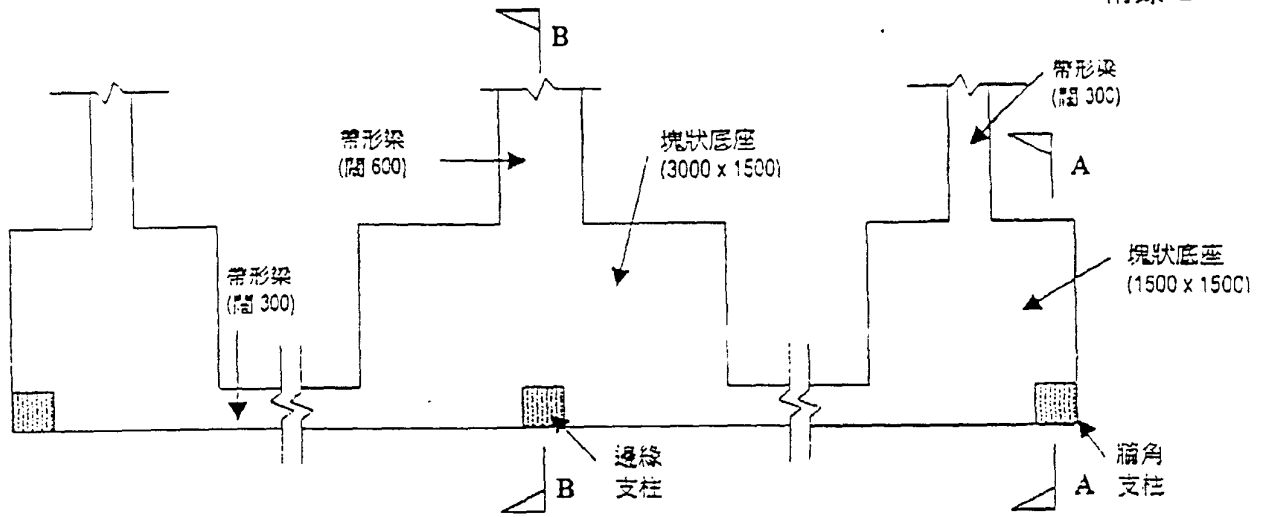 B
帶形梁
(闊 300)
帶形梁
(闊 600)
塊狀底座
(3000 x 1500)
A
塊狀底座
(1500 x 1500)
帶形梁
(闊 300)
邊緣
支柱
牆角
支柱
B
A